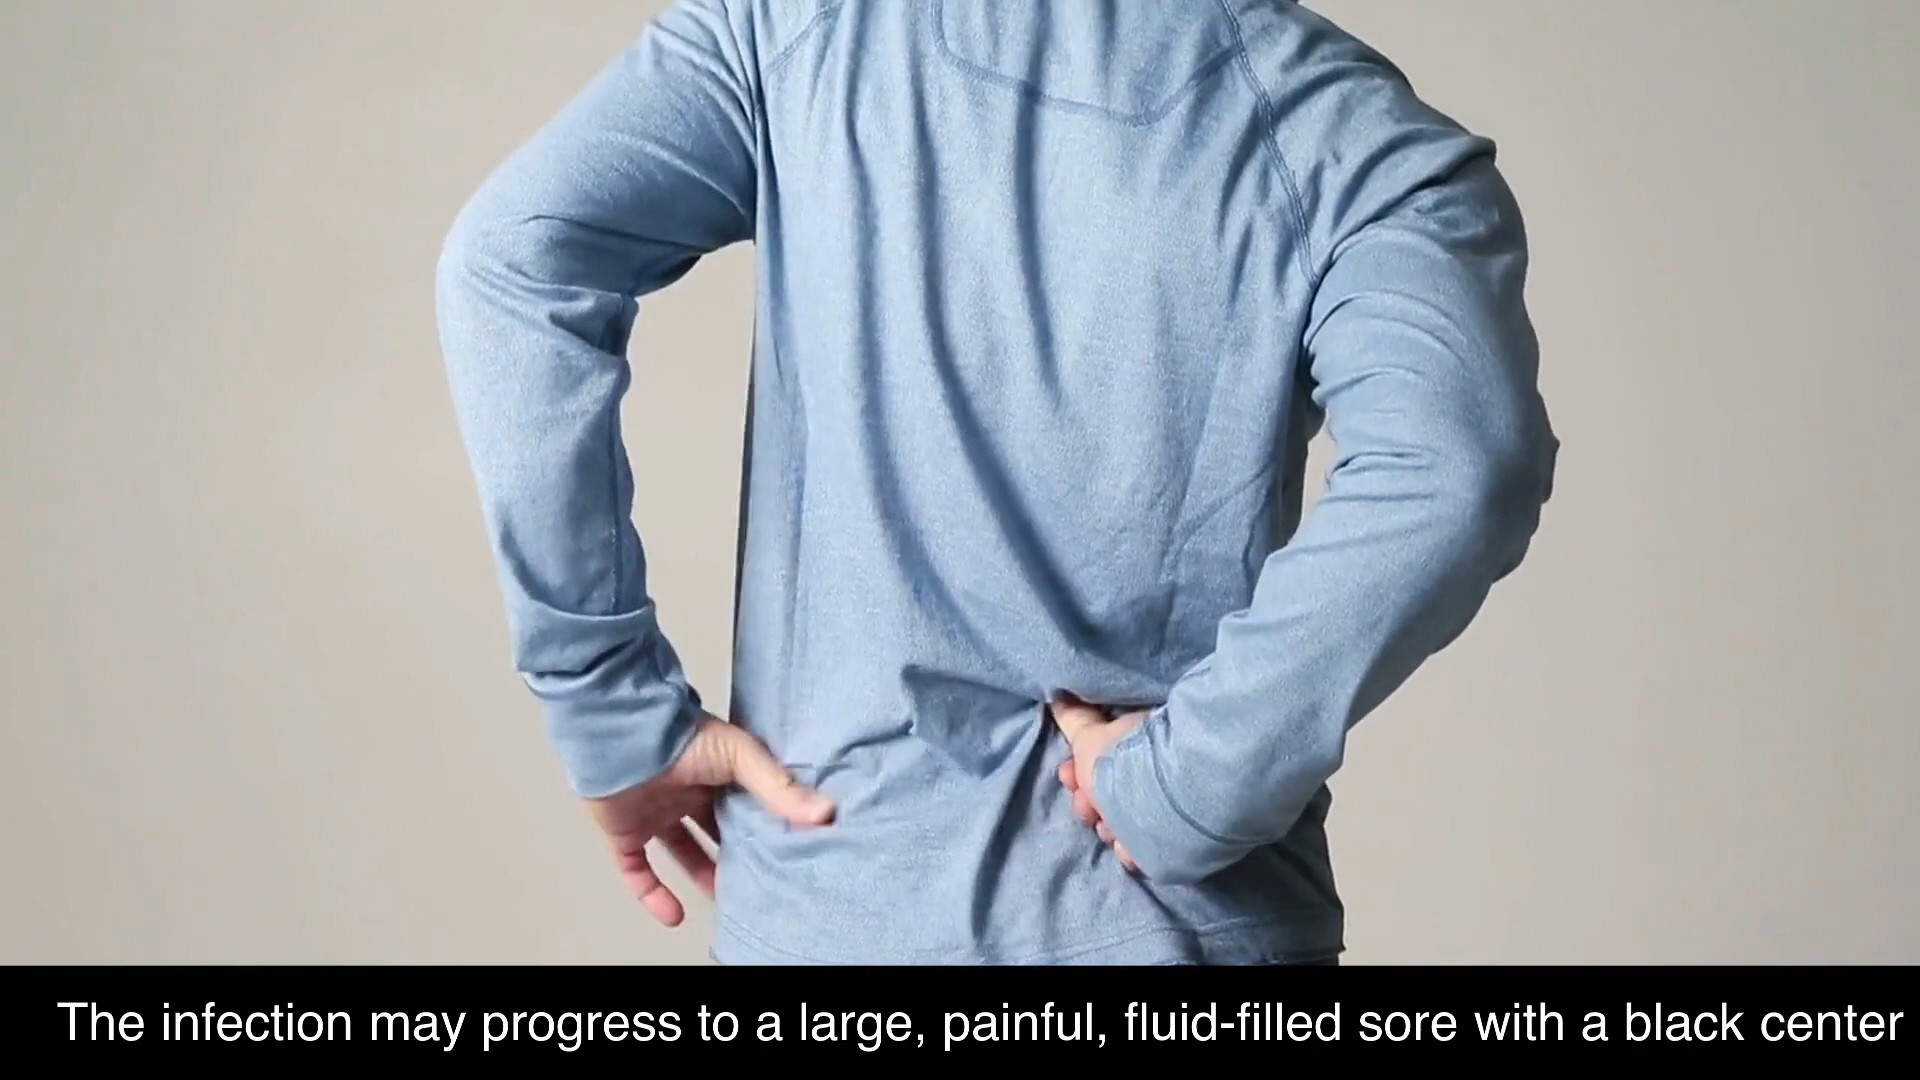 The infection may progress to a large, painful, fluid-filled sore with a black center